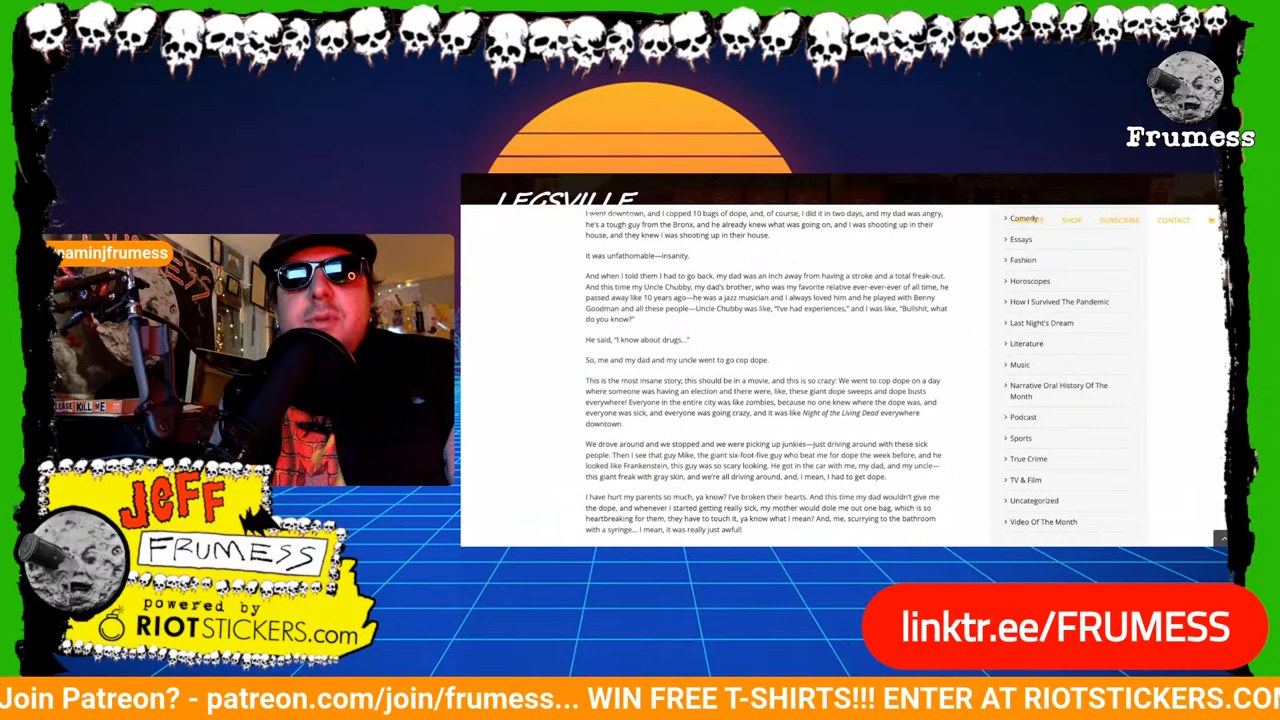 Frumess
LEGSVILLE
SHOP
SUBSCRIBE
CONTACT
eaminjfrumess
EASE KILL ME
I went downtown, and I copped 10 bags of dope, and, of course, I did it in two days, and my dad was angry,
he's a tough guy from the Bronx, and he already knew what was going on, and I was shooting up in their
house, and they knew I was shooting up in their house.
It was unfathomable—insanity.
And when I told them I had to go back, my dad was an inch away from having a stroke and a total freak-out.
And this time my Uncle Chubby, my dad's brother, who was my favorite relative ever-ever-ever of all time, he
passed away like 10 years ago—he was a jazz musician and I always loved him and he played with Benny
Goodman and all these people—Uncle Chubby was like, "I've had experiences," and I was like, "Bullshit, what
do you know?"
He said, "I know about drugs..."
So, me and my dad and my uncle went to go cop dope.
This is the most insane story; this should be in a movie, and this is so crazy: We went to cop dope on a day
where someone was having an election and there were, like, these giant dope sweeps and dope busts
everywhere! Everyone in the entire city was like zombies, because no one knew where the dope was, and
everyone was sick, and everyone was going crazy, and it was like Night of the Living Dead everywhere
downtown.
We drove around and we stopped and we were picking up junkies—just driving around with these sick
people. Then I see that guy Mike, the giant six-foot-five guy who beat me for dope the week before, and he
looked like Frankenstein, this guy was so scary looking. He got in the car with me, my dad, and my uncle—
this giant freak with gray skin, and we're all driving around, and, I mean, I had to get dope.
I have hurt my parents so much, ya know? I've broken their hearts. And this time my dad wouldn't give me
the dope, and whenever I started getting really sick, my mother would dole me out one bag, which is so
heartbreaking for them, they have to touch it, ya know what I mean? And, me, scurrying to the bathroom
with a syringe... I mean, it was really just awful!
Comedy
Essays
Fashion
Horoscopes
How I Survived The Pandemic
Last Night's Dream
Literature
Music
Narrative Oral History Of The
Month
Podcast
Sports
True Crime
TV & Film
Uncategorized
Video Of The Month
JEFF
FRUMESS
powered by
RIOTSTICKERS.com
linktr.ee/FRUMESS
Join Patreon? - patreon.com/join/frumess... WIN FREE T-SHIRTS!!! ENTER AT RIOTSTICKERS.COM